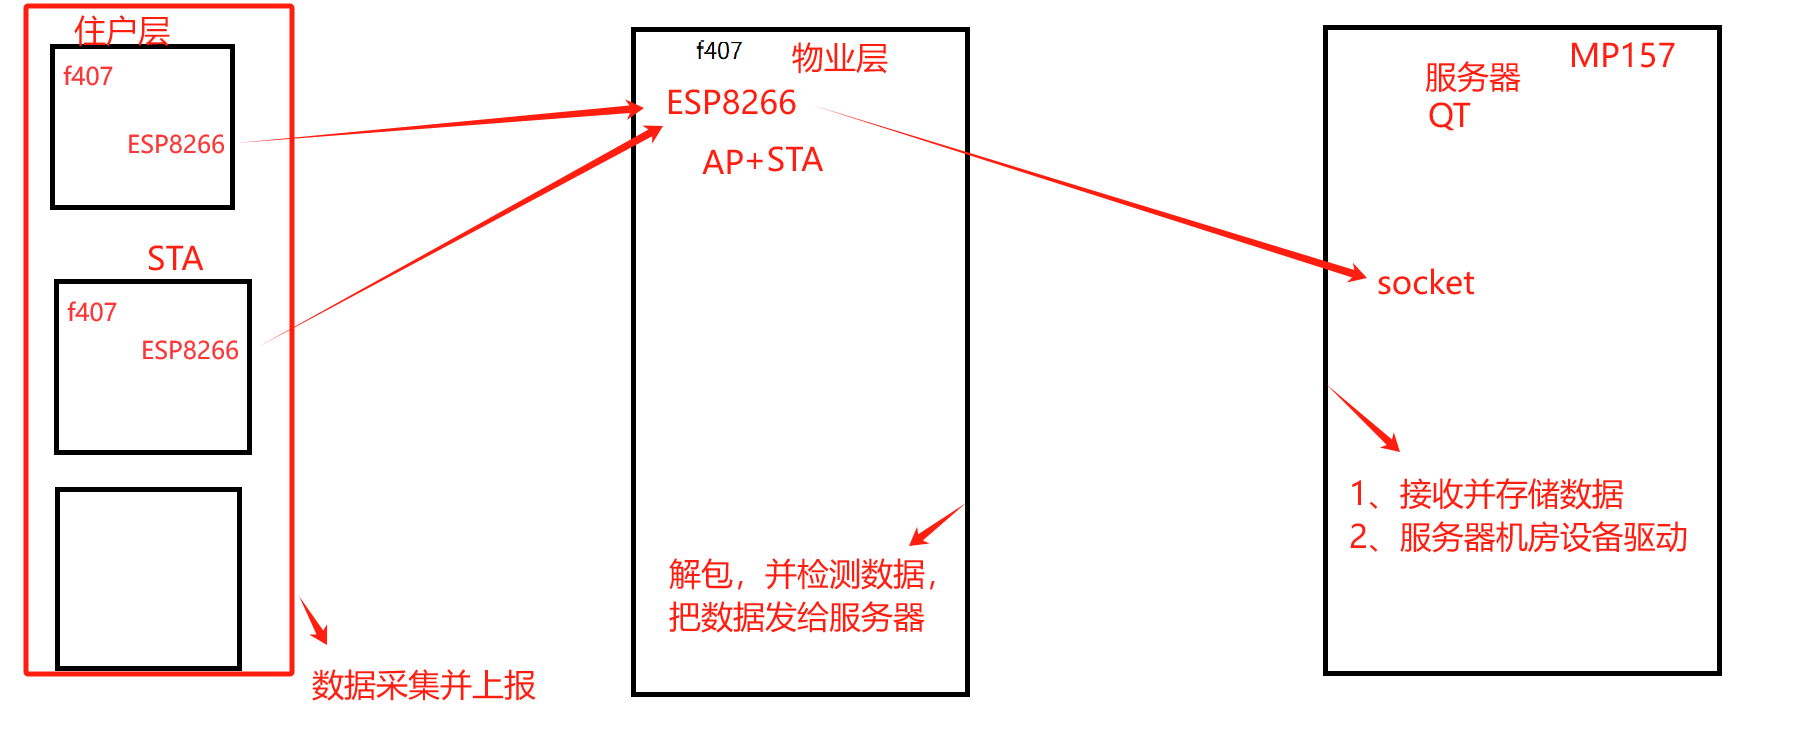 住户层
f407
ESP8266
STA
f407
ESP8266
数据采集并上报
f407
物业层
ESP8266
AP+STA
解包，并检测数据，
把数据发给服务器
MP157
服务器
QT
socket
1、接收并存储数据
2、服务器机房设备驱动